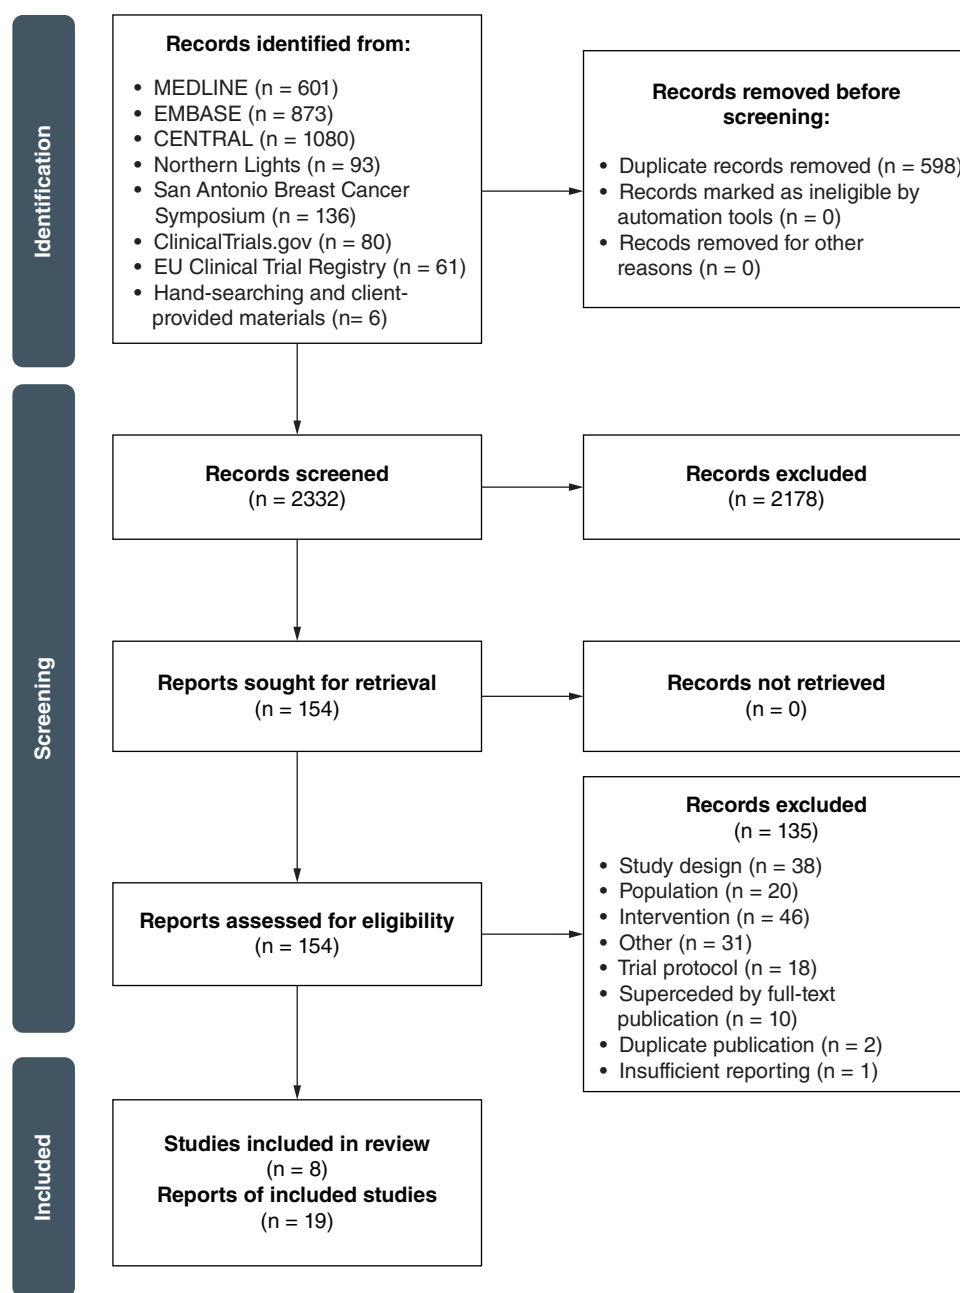 Identification
Records identified from:
• MEDLINE (n = 601)
• EMBASE (n = 873)
• CENTRAL (n = 1080)
• Northern Lights (n = 93)
• San Antonio Breast Cancer
Symposium (n = 136)
• ClinicalTrials.gov (n = 80)
• EU Clinical Trial Registry (n = 61)
• Hand-searching and client-
provided materials (n= 6)
Records removed before
screening:
• Duplicate records removed (n = 598)
• Records marked as ineligible by
automation tools (n = 0)
• Recods removed for other
reasons (n = 0)
Screening
Records screened
(n = 2332)
Records excluded
(n = 2178)
Reports sought for retrieval
(n = 154)
Records not retrieved
(n = 0)
Reports assessed for eligibility
(n = 154)
Records excluded
(n = 135)
• Study design (n = 38)
• Population (n = 20)
• Intervention (n = 46)
• Other (n = 31)
• Trial protocol (n = 18)
• Superceded by full-text
publication (n = 10)
• Duplicate publication (n = 2)
• Insufficient reporting (n = 1)
Included
Studies included in review
(n = 8)
Reports of included studies
(n = 19)